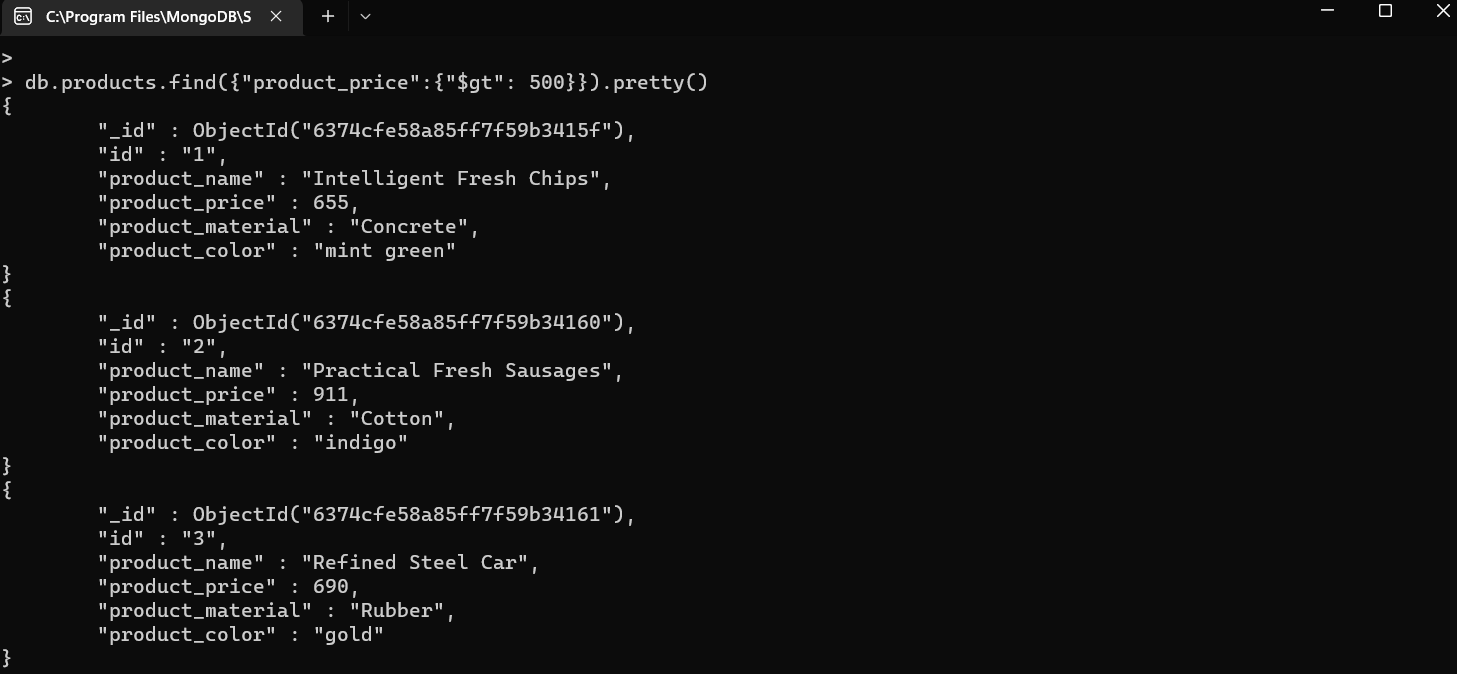 C:\Program Files\MongoDB\S
>
> db.products.find({"product_price":{"$gt": 500}}).pretty()
{
        "_id" : ObjectId("6374cfe58a85ff7f59b3415f"),
        "id" : "1",
        "product_name" : "Intelligent Fresh Chips",
        "product_price" : 655,
        "product_material" : "Concrete",
        "product_color" : "mint green"
}
{
        "_id" : ObjectId("6374cfe58a85ff7f59b34160"),
        "id" : "2",
        "product_name" : "Practical Fresh Sausages",
        "product_price" : 911,
        "product_material" : "Cotton",
        "product_color" : "indigo"
}
{
        "_id" : ObjectId("6374cfe58a85ff7f59b34161"),
        "id" : "3",
        "product_name" : "Refined Steel Car",
        "product_price" : 690,
        "product_material" : "Rubber",
        "product_color" : "gold"
}